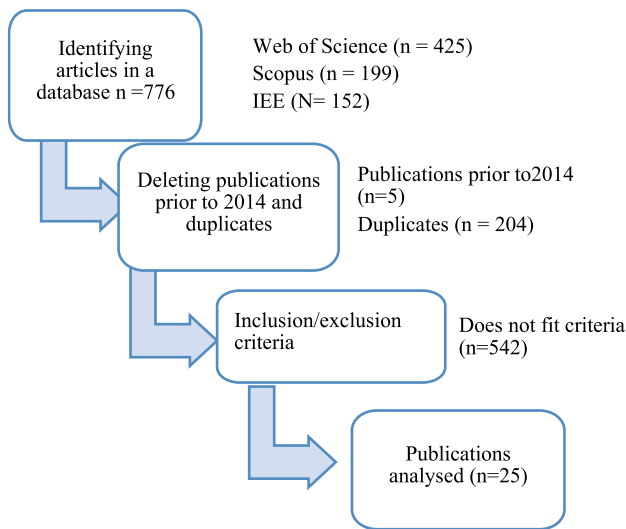 Identifying
articles in a
database n =776
Web of Science (n = 425)
Scopus (n = 199)
IEE (N= 152)
Deleting publications
prior to 2014 and
duplicates
Publications prior to2014
(n=5)
Duplicates (n = 204)
Inclusion/exclusion
criteria
Does not fit criteria
(n=542)
Publications
analysed (n=25)